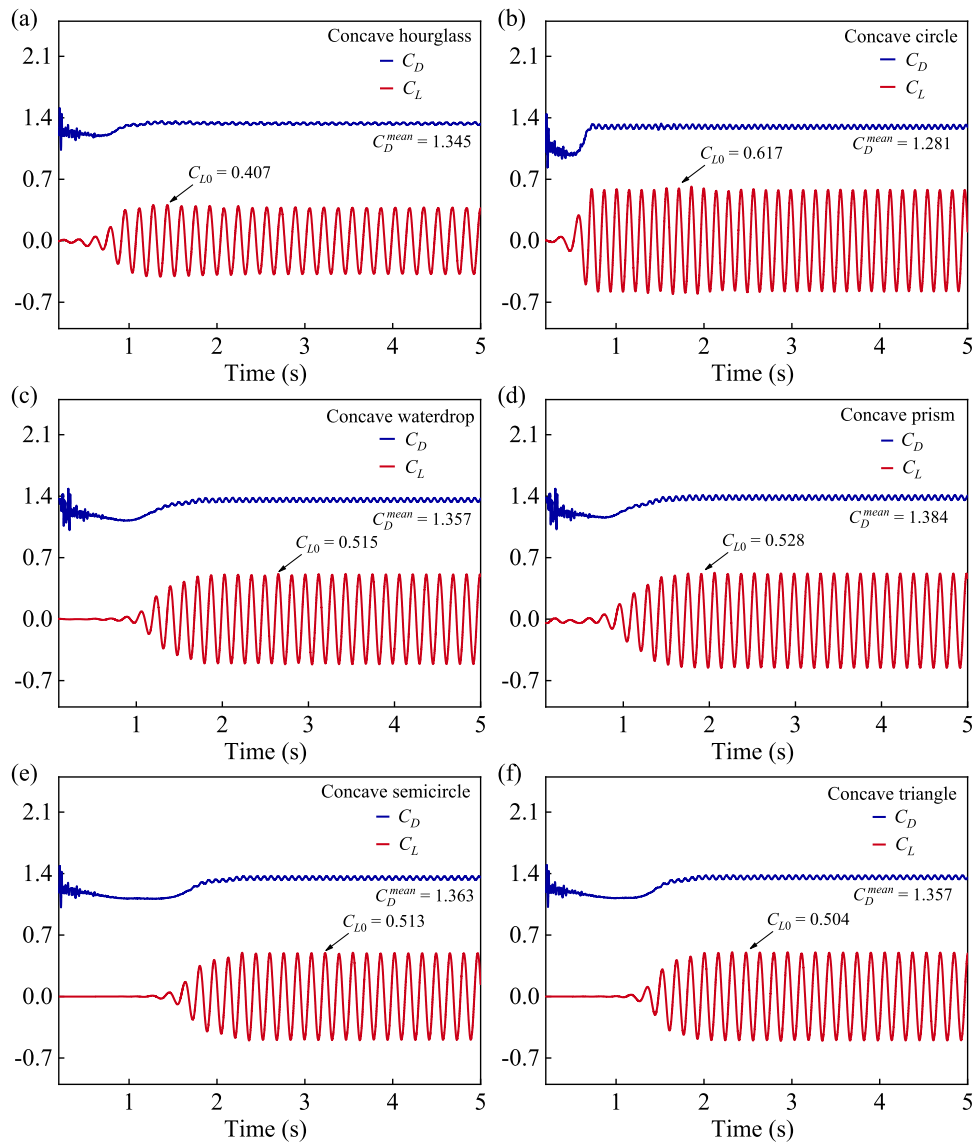 (a)
Concave hourglass
C_D
C_L
2.1
1.4
0.7
0.0
-0.7
C_D^mean = 1.345
C_L0 = 0.407
1 2 3 4 5
Time (s)
(b)
Concave circle
C_D
C_L
2.1
1.4
0.7
0.0
-0.7
C_D^mean = 1.281
C_L0 = 0.617
1 2 3 4 5
Time (s)
(c)
Concave waterdrop
C_D
C_L
2.1
1.4
0.7
0.0
-0.7
C_D^mean = 1.357
C_L0 = 0.515
1 2 3 4 5
Time (s)
(d)
Concave prism
C_D
C_L
2.1
1.4
0.7
0.0
-0.7
C_D^mean = 1.384
C_L0 = 0.528
1 2 3 4 5
Time (s)
(e)
Concave semicircle
C_D
C_L
2.1
1.4
0.7
0.0
-0.7
C_D^mean = 1.363
C_L0 = 0.513
1 2 3 4 5
Time (s)
(f)
Concave triangle
C_D
C_L
2.1
1.4
0.7
0.0
-0.7
C_D^mean = 1.357
C_L0 = 0.504
1 2 3 4 5
Time (s)